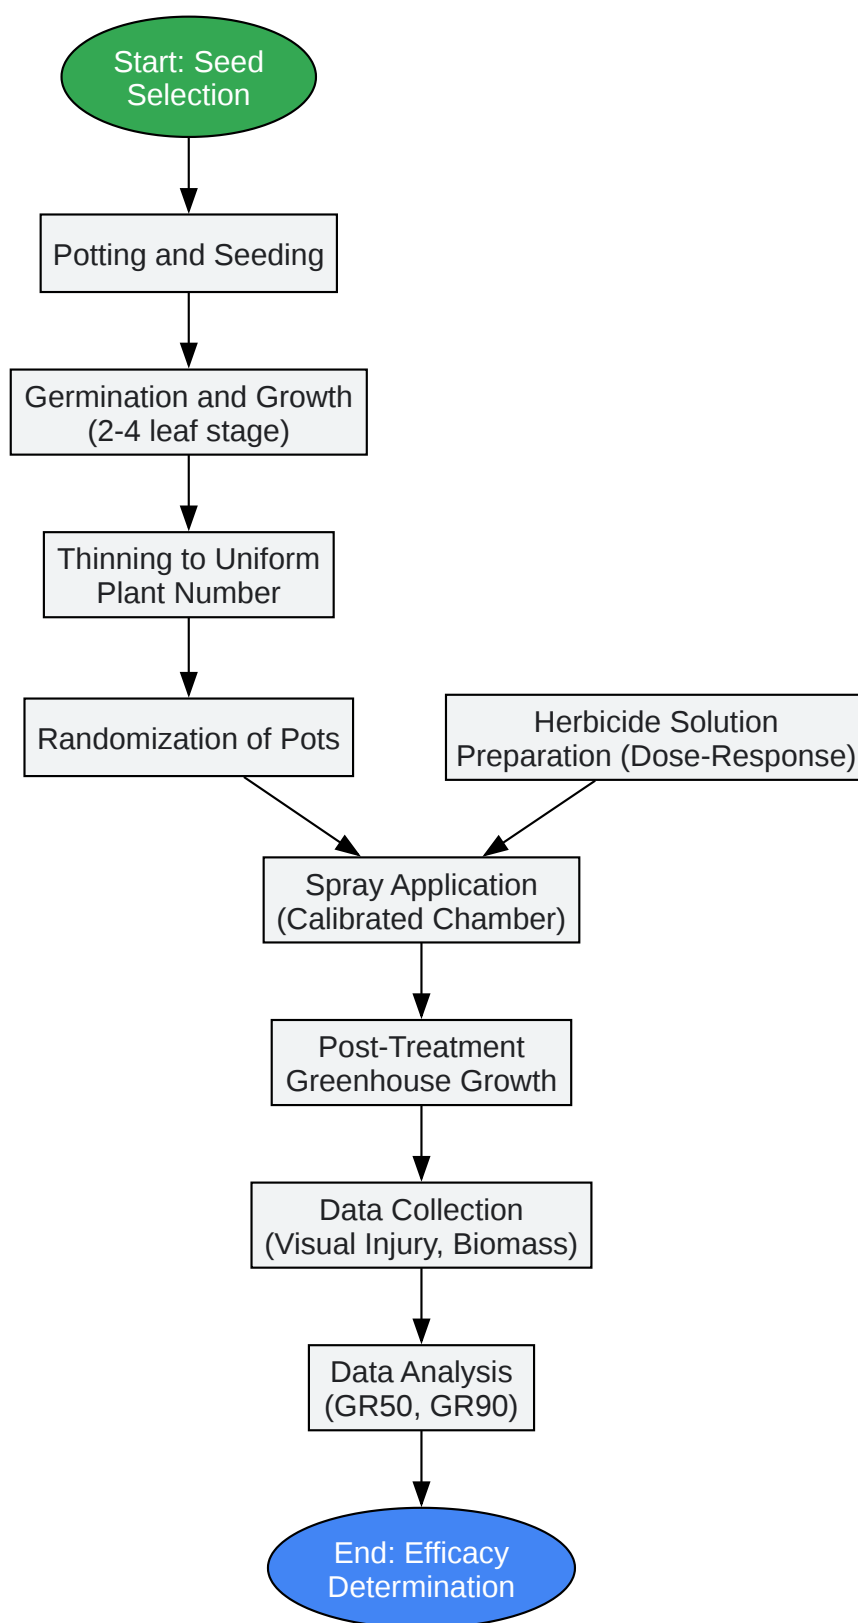 Start: Seed
Selection
Potting and Seeding
Germination and Growth
(2-4 leaf stage)
Thinning to Uniform
Plant Number
Randomization of Pots
Herbicide Solution
Preparation (Dose-Response)
Spray Application
(Calibrated Chamber)
Post-Treatment
Greenhouse Growth
Data Collection
(Visual Injury, Biomass)
Data Analysis
(GR50, GR90)
End: Efficacy
Determination